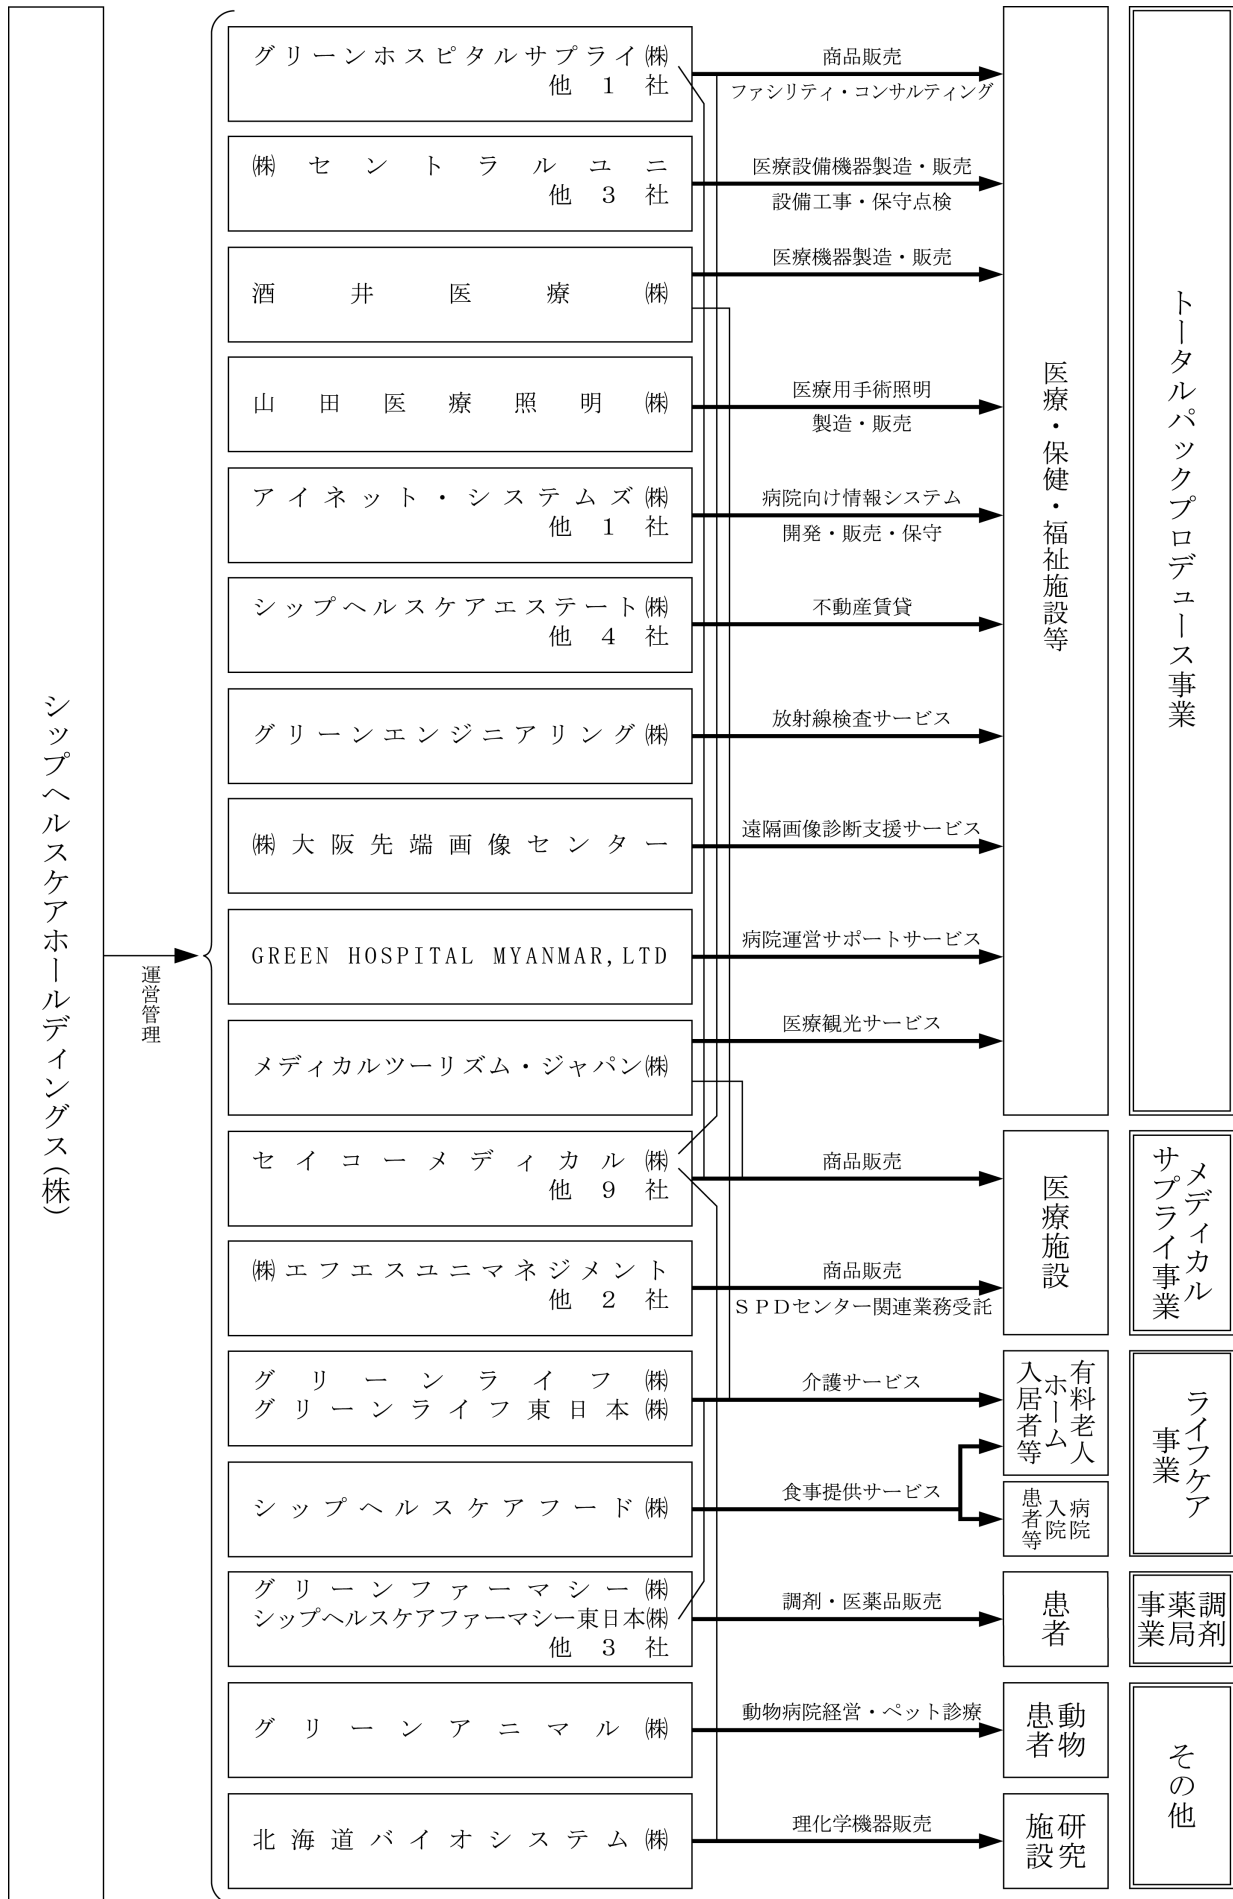 シップヘルスケアホールディングス(株)
運営管理
グリーンホスピタルサプライ㈱
他1社
商品販売
ファシリティ・コンサルティング
㈱セントラルユニ
他3社
医療設備機器製造・販売
設備工事・保守点検
酒井医療㈱
医療機器製造・販売
山田医療照明㈱
医療用手術照明
製造・販売
アイネット・システムズ㈱
他1社
病院向け情報システム
開発・販売・保守
シップヘルスケアエステート㈱
他4社
不動産賃貸
グリーンエンジニアリング㈱
放射線検査サービス
㈱大阪先端画像センター
遠隔画像診断支援サービス
GREEN HOSPITAL MYANMAR,LTD
病院運営サポートサービス
メディカルツーリズム・ジャパン㈱
医療観光サービス
医療・保健・福祉施設等
トータルパックプロデュース事業
セイコーメディカル㈱
他9社
商品販売
㈱エフエスユニマネジメント
他2社
商品販売
SPDセンター関連業務受託
医療施設
メディカル
サプライ事業
グリーンライフ㈱
グリーンライフ東日本㈱
介護サービス
有料老人
ホーム
入居者等
シップヘルスケアフード㈱
食事提供サービス
病院
入院
患者等
ライフケア
事業
グリーンファーマシー㈱
シップヘルスケアファーマシー東日本㈱
他3社
調剤・医薬品販売
患者
調剤
薬局
事業
グリーンアニマル㈱
動物病院経営・ペット診療
動物
患者
北海道バイオシステム㈱
理化学機器販売
研究
施設
その他